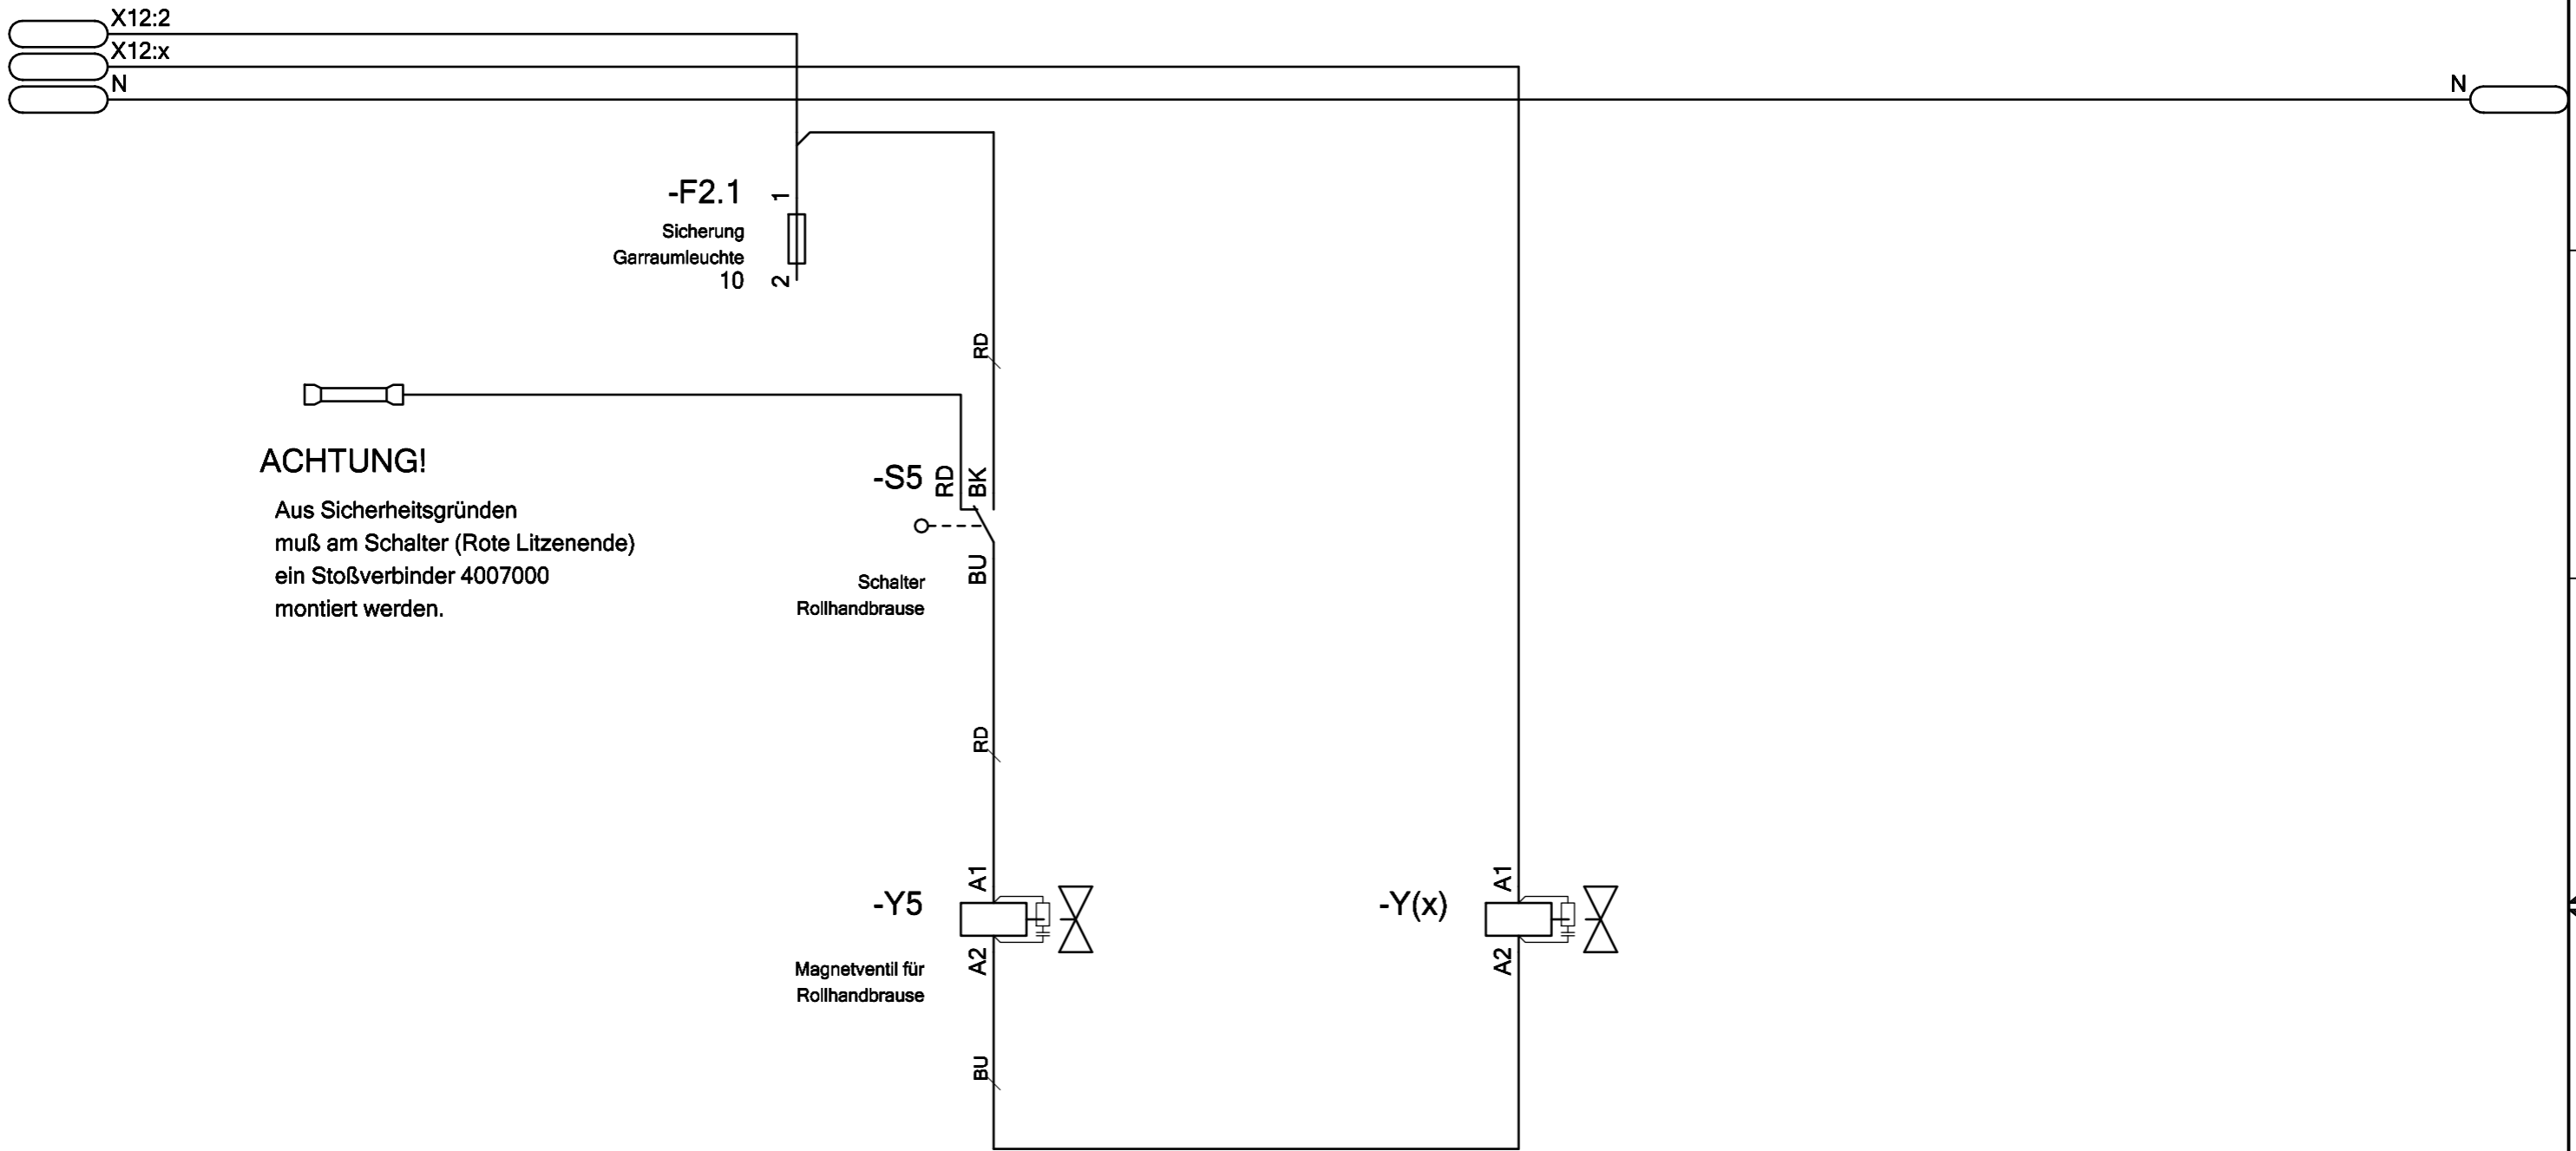 X12:2
X12:x
N
N
-F2.1
1
Sicherung
Garraumleuchte
10
2
RD
ACHTUNG!
Aus Sicherheitsgründen
muß am Schalter (Rote Litzenende)
ein Stoßverbinder 4007000
montiert werden.
-S5
RD
BK
BU
Schalter
Rollhandbrause
RD
-Y5
A1
A2
Magnetventil für
Rollhandbrause
BU
-Y(x)
A1
A2